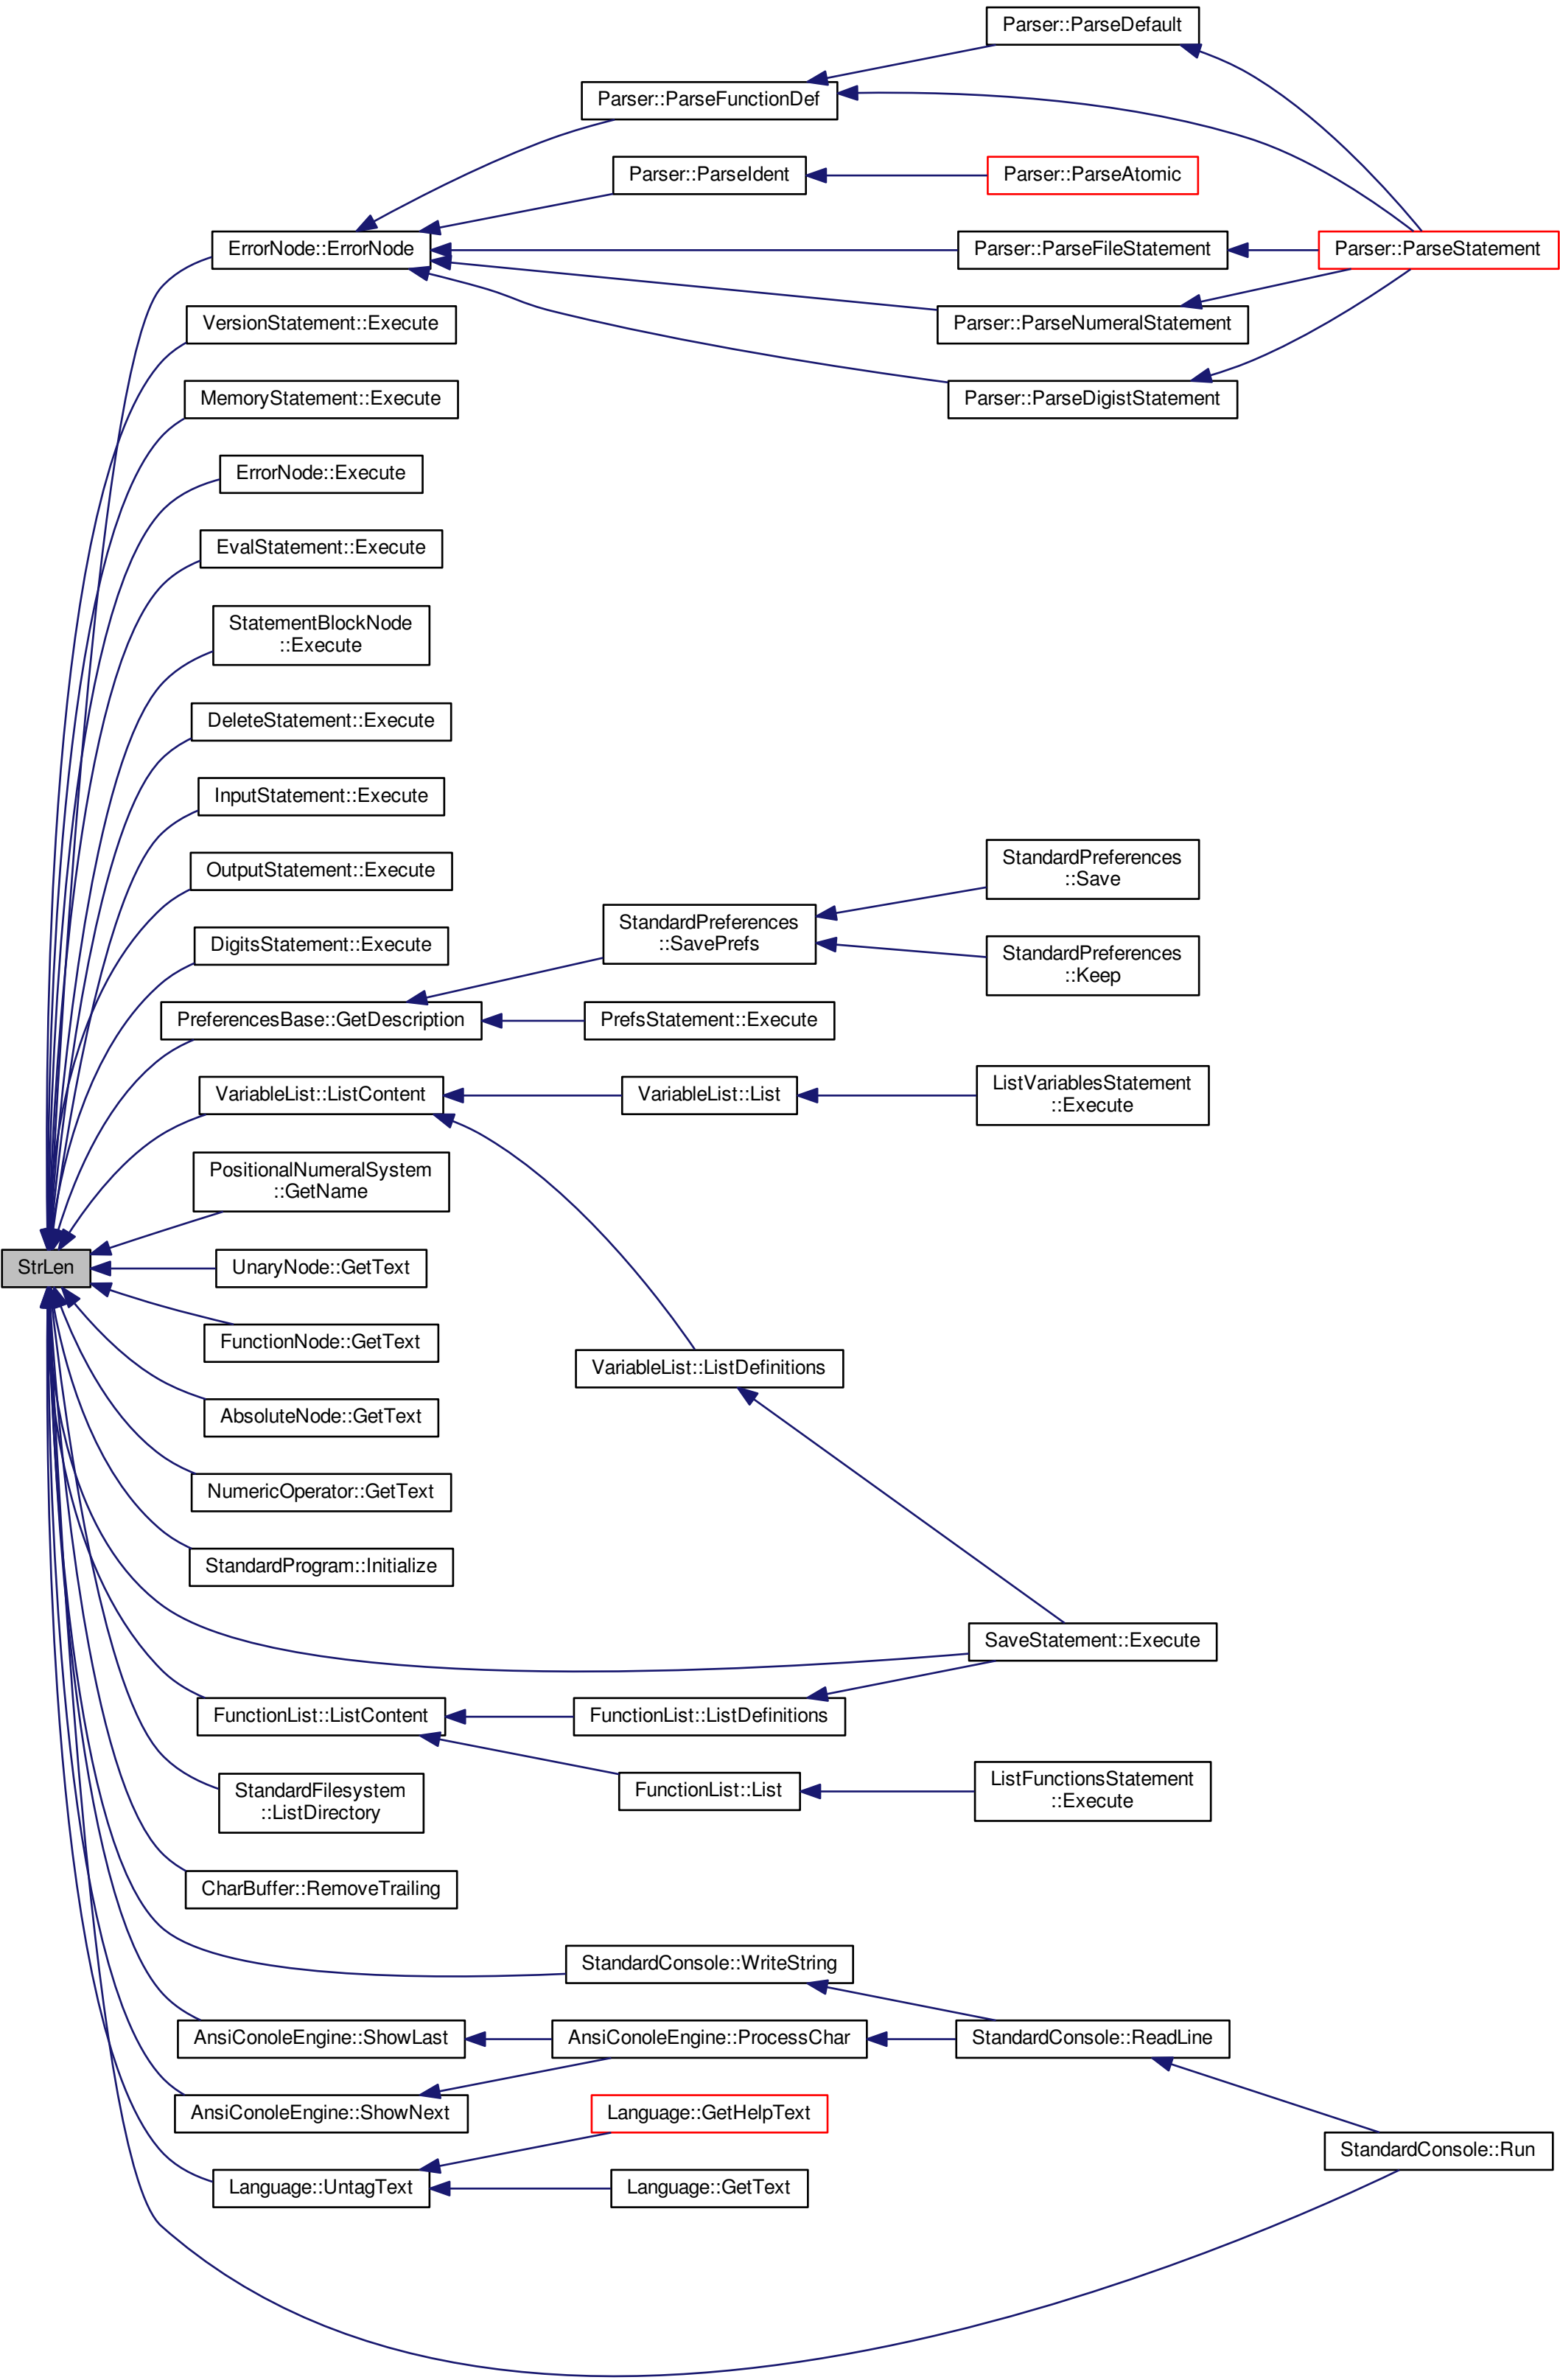 Parser::ParseDefault
Parser::ParseFunctionDef
Parser::ParseIdent
Parser::ParseAtomic
ErrorNode::ErrorNode
Parser::ParseFileStatement
Parser::ParseStatement
VersionStatement::Execute
Parser::ParseNumeralStatement
MemoryStatement::Execute
Parser::ParseDigistStatement
ErrorNode::Execute
EvalStatement::Execute
StatementBlockNode
::Execute
DeleteStatement::Execute
InputStatement::Execute
OutputStatement::Execute
StandardPreferences
::Save
DigitsStatement::Execute
StandardPreferences
::SavePrefs
StandardPreferences
::Keep
PreferencesBase::GetDescription
PrefsStatement::Execute
VariableList::ListContent
VariableList::List
ListVariablesStatement
::Execute
PositionalNumeralSystem
::GetName
StrLen
UnaryNode::GetText
FunctionNode::GetText
VariableList::ListDefinitions
AbsoluteNode::GetText
NumericOperator::GetText
StandardProgram::Initialize
SaveStatement::Execute
FunctionList::ListContent
FunctionList::ListDefinitions
StandardFilesystem
::ListDirectory
FunctionList::List
ListFunctionsStatement
::Execute
CharBuffer::RemoveTrailing
StandardConsole::WriteString
AnsiConoleEngine::ShowLast
AnsiConoleEngine::ProcessChar
StandardConsole::ReadLine
AnsiConoleEngine::ShowNext
Language::GetHelpText
StandardConsole::Run
Language::UntagText
Language::GetText